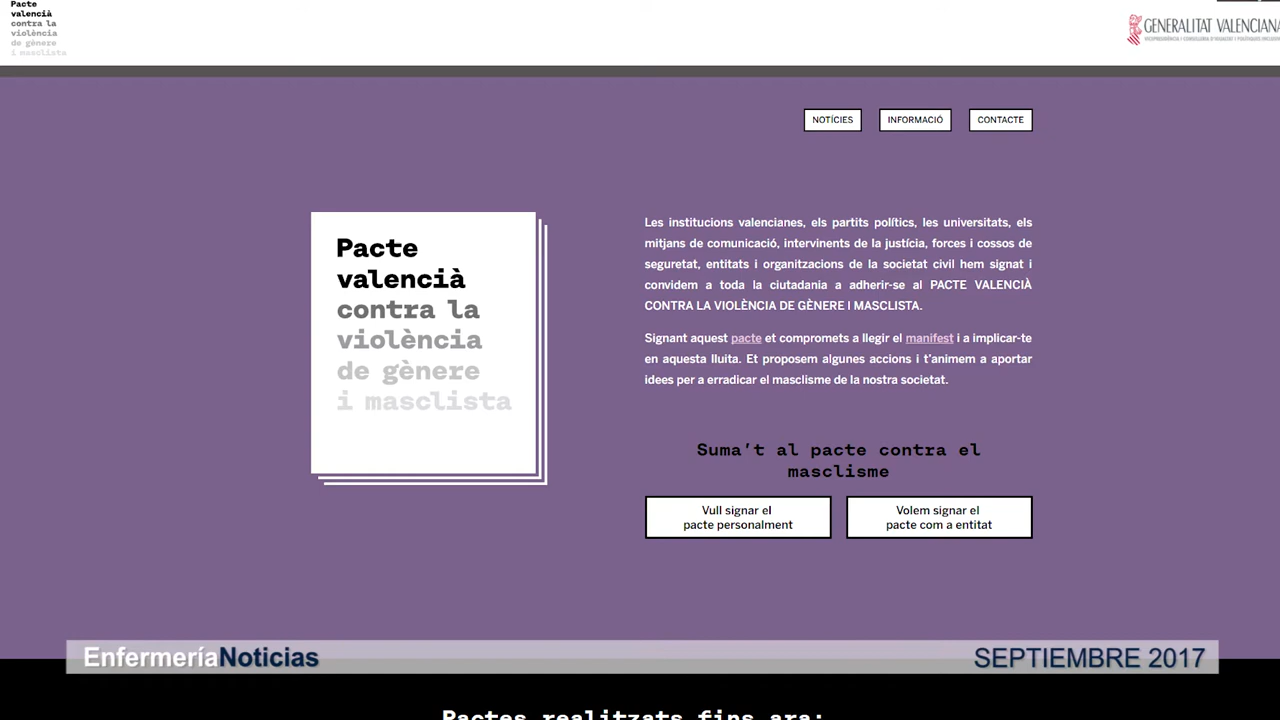 Pacte
valencià
contra la
violència
de gènere
i masclista
GENERALITAT VALENCIANA
NOTÍCIES
INFORMACIÓ
CONTACTE
Pacte
valencià
contra la
violència
de gènere
i masclista
Les institucions valencianes, els partits polítics, les universitats, els
mitjans de comunicació, intervinents de la justícia, forces i cossos de
seguretat, entitats i organitzacions de la societat civil hem signat i
convidem a toda la ciutadania a adherir-se al PACTE VALENCIÀ
CONTRA LA VIOLÈNCIA DE GÈNERE I MASCLISTA.
Signant aquest pacte et compromets a llegir el manifest i a implicar-te
en aquesta lluita. Et proposem algunes accions i t'animem a aportar
idees per a erradicar el masclisme de la nostra societat.
Suma't al pacte contra el
masclisme
Vull signar el
pacte personalment
Volem signar el
pacte com a entitat
EnfermeríaNoticias
SEPTIEMBRE 2017
Pactes realitzats fins ara: